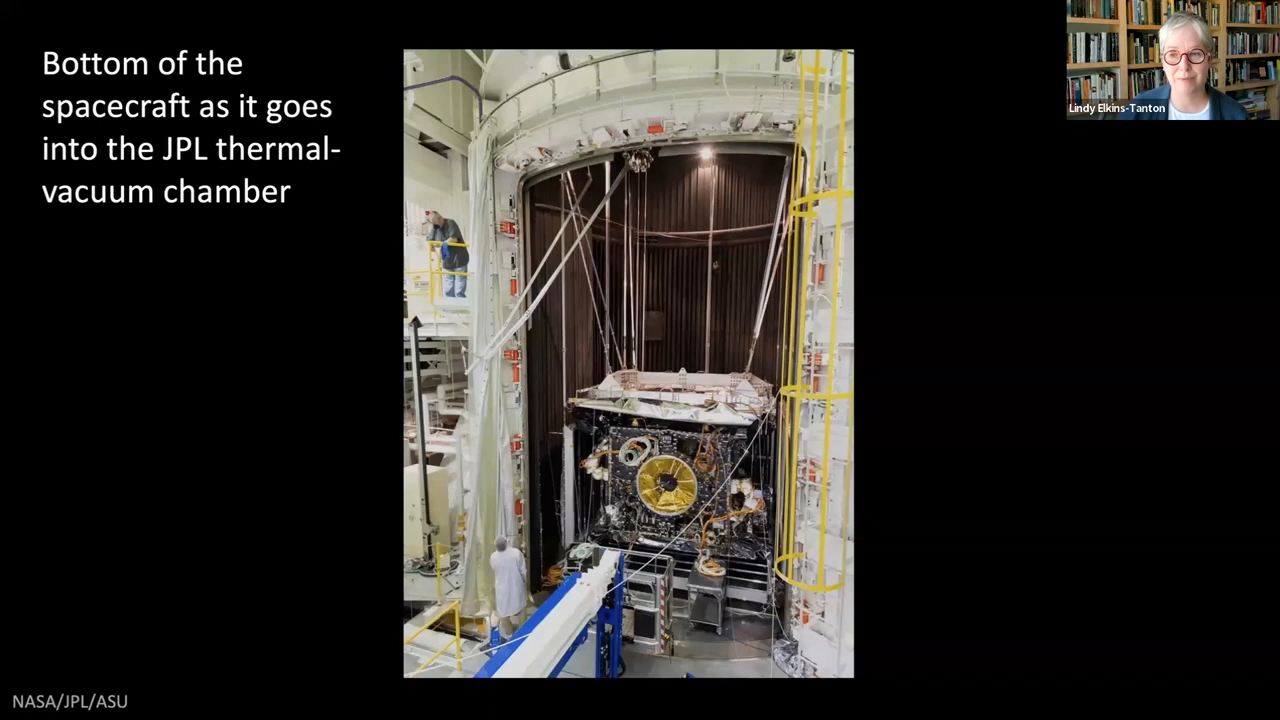 Bottom of the
spacecraft as it goes
into the JPL thermal-
vacuum chamber
Lindy Elkins-Tanton
NASA/JPL/ASU